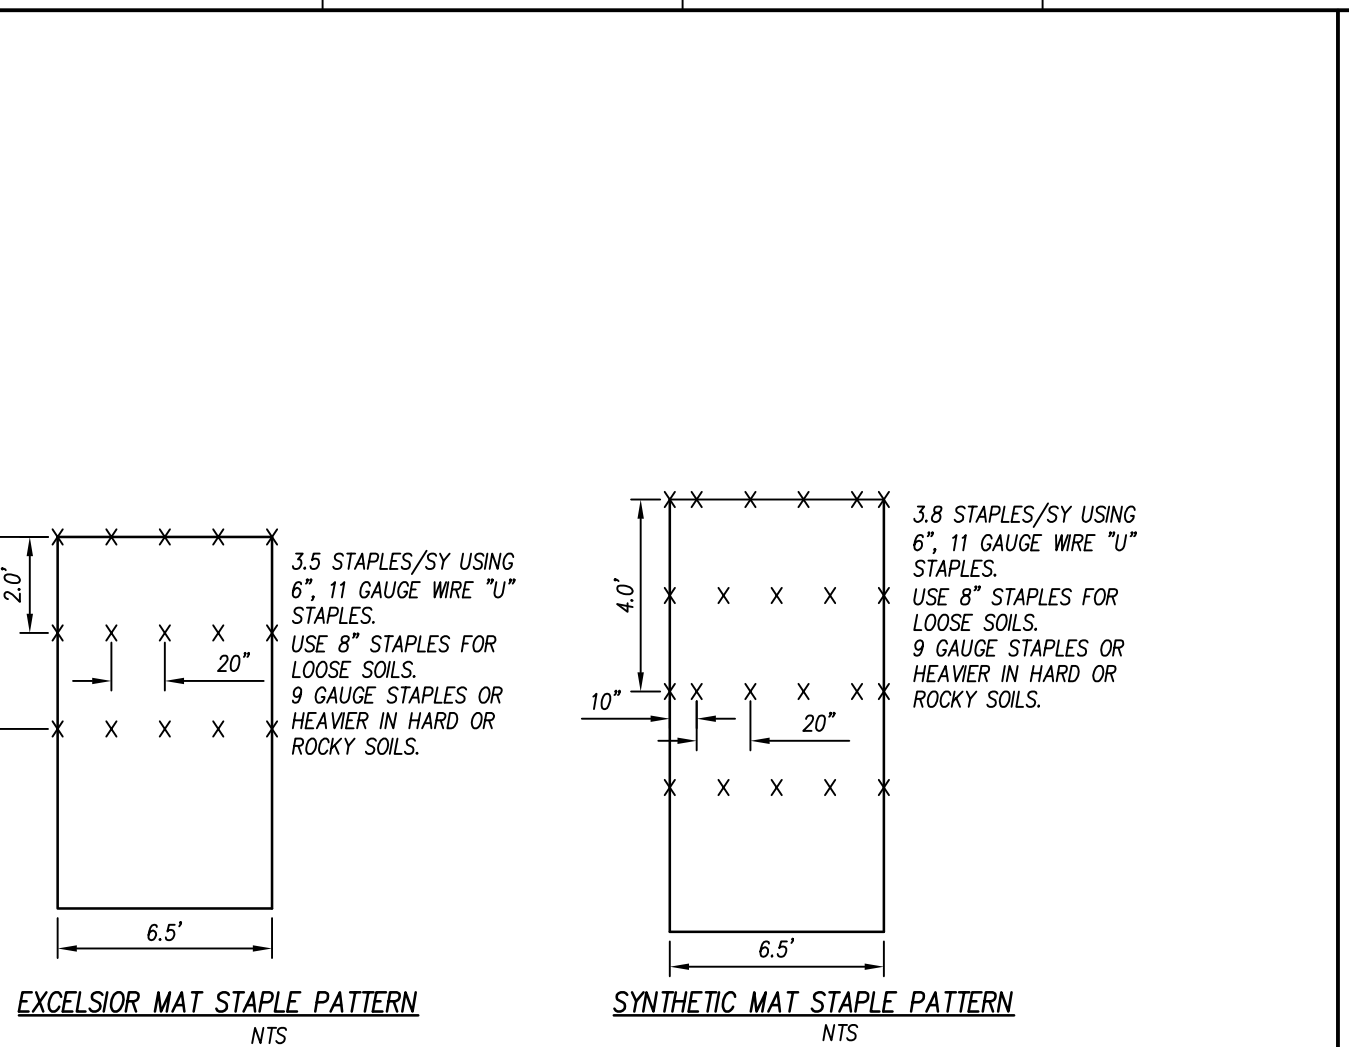 2.0'
20"
3.5 STAPLES/SY USING
6", 11 GAUGE WIRE "U"
STAPLES.
USE 8" STAPLES FOR
LOOSE SOILS.
9 GAUGE STAPLES OR
HEAVIER IN HARD OR
ROCKY SOILS.
6.5'
EXCELSIOR MAT STAPLE PATTERN
NTS
4.0'
10"
20"
3.8 STAPLES/SY USING
6", 11 GAUGE WIRE "U"
STAPLES.
USE 8" STAPLES FOR
LOOSE SOILS.
9 GAUGE STAPLES OR
HEAVIER IN HARD OR
ROCKY SOILS.
6.5'
SYNTHETIC MAT STAPLE PATTERN
NTS